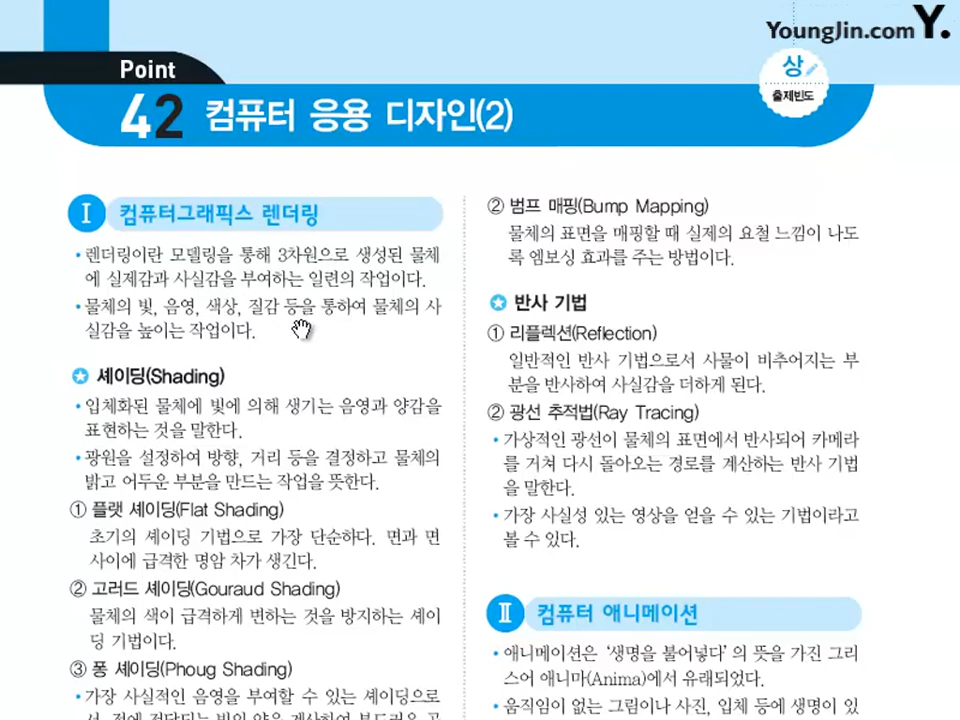 YoungJin.com Y.
Point
상
출제빈도
42 컴퓨터 응용 디자인(2)
Ⅰ 컴퓨터그래픽스 렌더링
• 렌더링이란 모델링을 통해 3차원으로 생성된 물체
에 실제감과 사실감을 부여하는 일련의 작업이다.
• 물체의 빛, 음영, 색상, 질감 등을 통하여 물체의 사
실감을 높이는 작업이다.
셰이딩(Shading)
• 입체화된 물체에 빛에 의해 생기는 음영과 양감을
표현하는 것을 말한다.
• 광원을 설정하여 방향, 거리 등을 결정하고 물체의
밝고 어두운 부분을 만드는 작업을 뜻한다.
① 플랫 셰이딩(Flat Shading)
초기의 셰이딩 기법으로 가장 단순하다. 면과 면
사이에 급격한 명암 차가 생긴다.
② 고러드 셰이딩(Gouraud Shading)
물체의 색이 급격하게 변하는 것을 방지하는 셰이
딩 기법이다.
③ 퐁 셰이딩(Phoug Shading)
• 가장 사실적인 음영을 부여할 수 있는 셰이딩으로
② 범프 매핑(Bump Mapping)
물체의 표면을 매핑할 때 실제의 요철 느낌이 나도
록 엠보싱 효과를 주는 방법이다.
반사 기법
① 리플렉션(Reflection)
일반적인 반사 기법으로서 사물이 비추어지는 부
분을 반사하여 사실감을 더하게 된다.
② 광선 추적법(Ray Tracing)
• 가상적인 광선이 물체의 표면에서 반사되어 카메라
를 거쳐 다시 돌아오는 경로를 계산하는 반사 기법
을 말한다.
• 가장 사실성 있는 영상을 얻을 수 있는 기법이라고
볼 수 있다.
Ⅱ 컴퓨터 애니메이션
• 애니메이션은 ‘생명을 불어넣다’의 뜻을 가진 그리
스어 애니마(Anima)에서 유래되었다.
• 움직임이 없는 그림이나 사진, 입체 등에 생명이 있